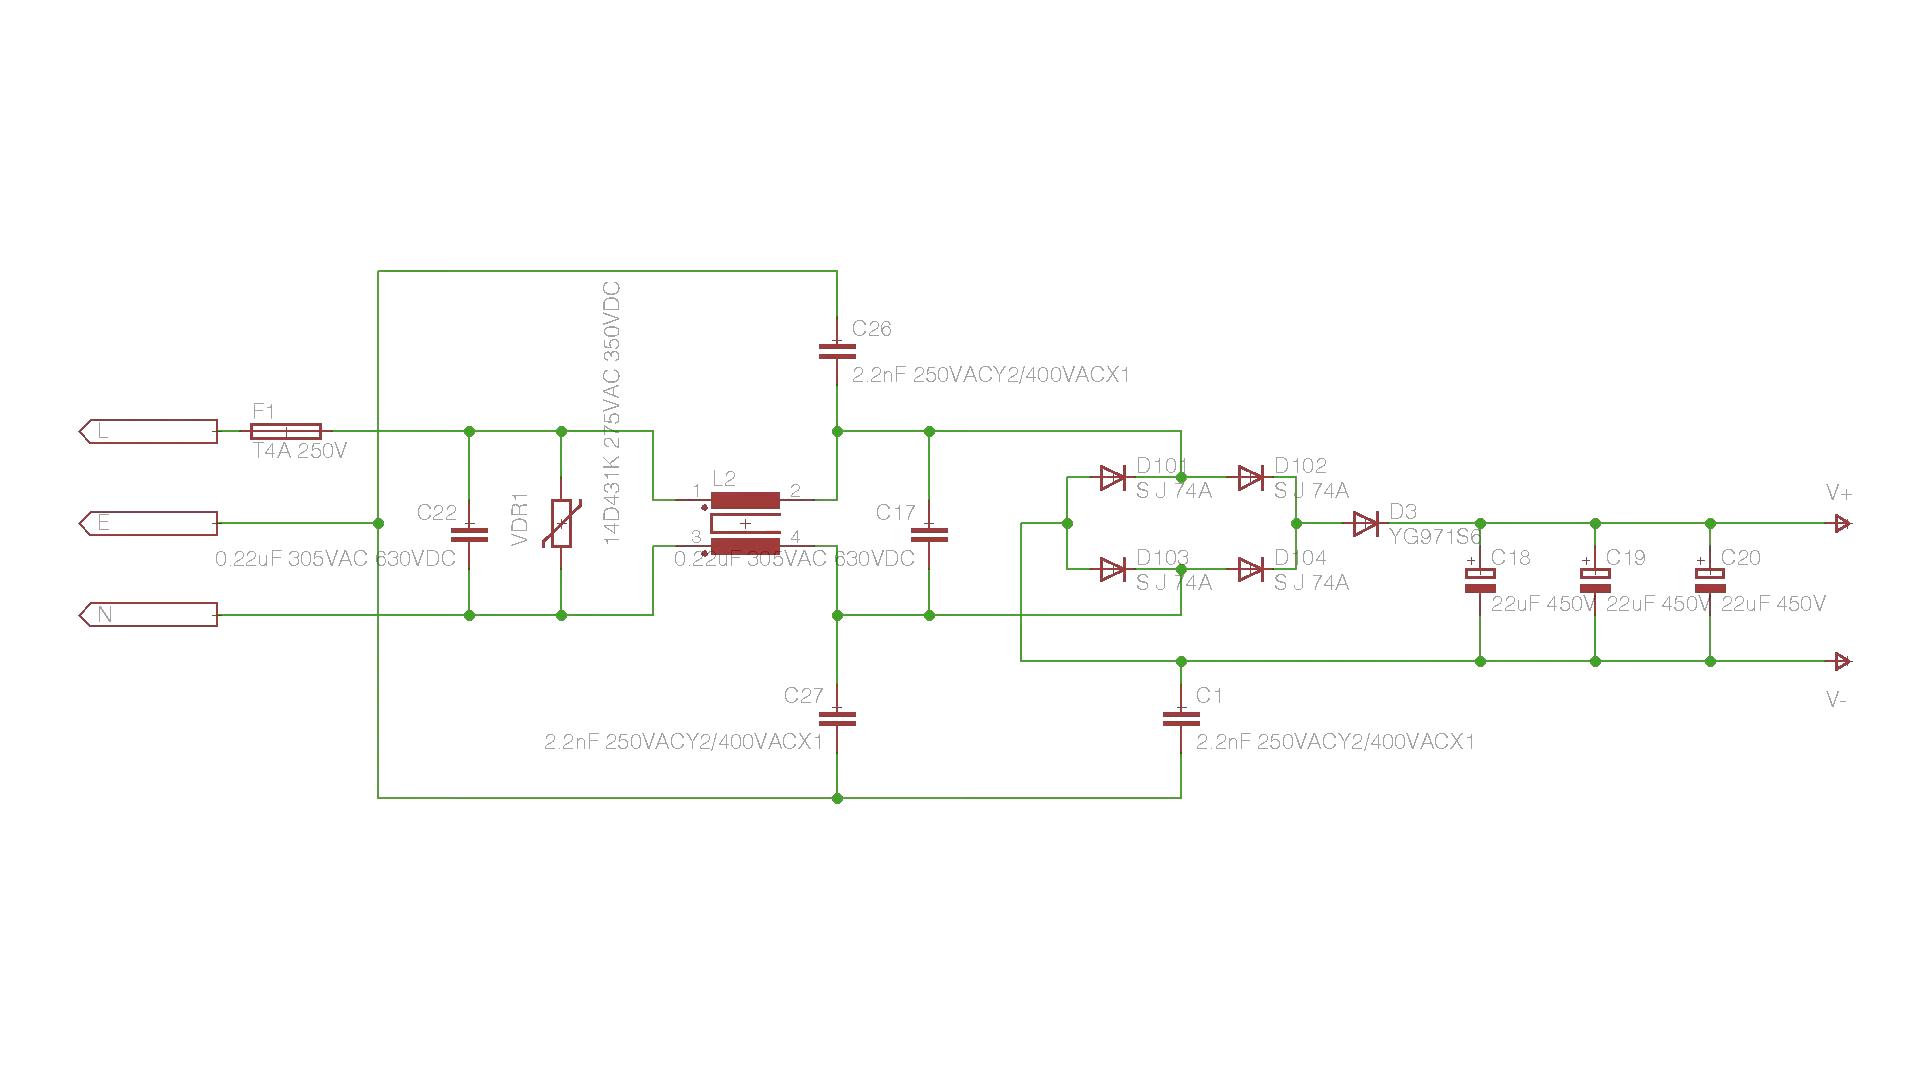 C26
14D431K 275VAC 350VDC
2.2nF 250VACY2/400VACX1
F1
L
T4A 250V
D101
D102
S J 74A
S J 74A
L2
1
2
V+
C22
VDR1
C17
D3
E
YG971S6
3
4
0.22uF 305VAC 630VDC
0.22uF 305VAC 630VDC
D103
D104
C18
C19
C20
S J 74A
S J 74A
22uF 450V
22uF 450V
22uF 450V
N
C27
C1
V-
2.2nF 250VACY2/400VACX1
2.2nF 250VACY2/400VACX1